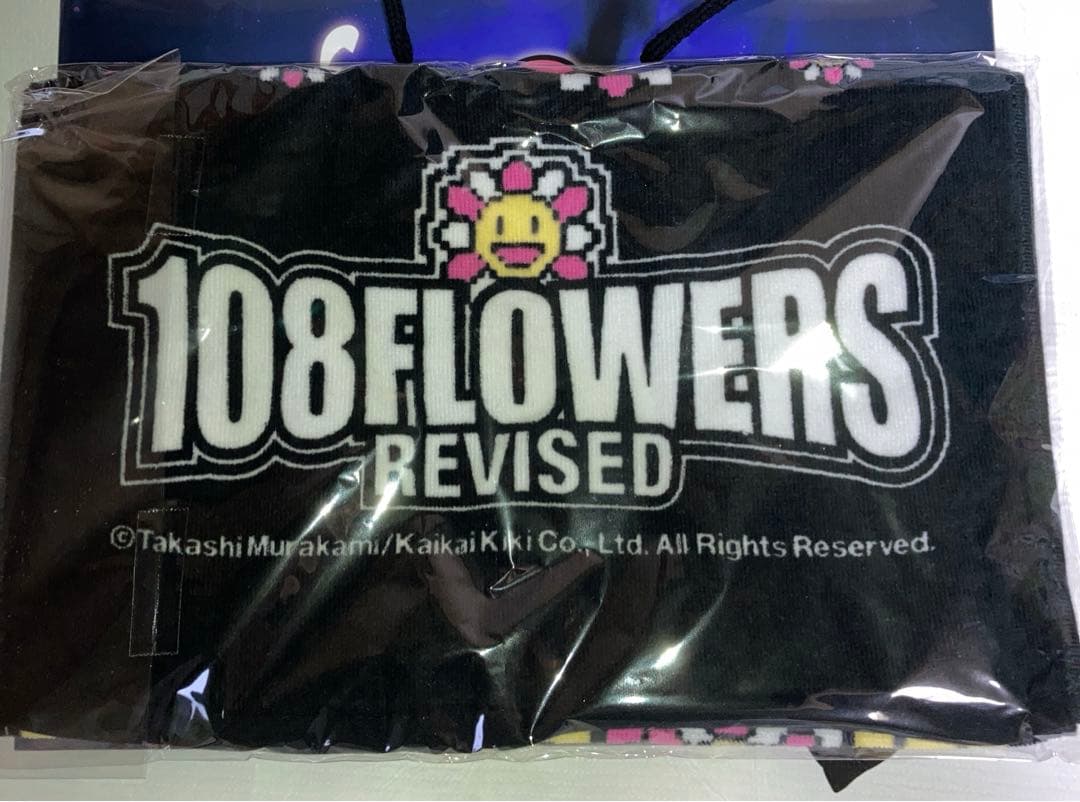 108FLOWERS
REVISED
©Takashi Murakami/Kaikai Kiki Co., Ltd. All Rights Reserved.